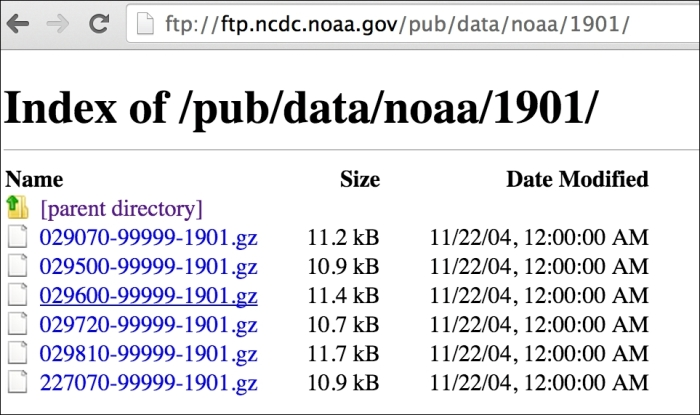 ftp://ftp.ncdc.noaa.gov/pub/data/noaa/1901/
Index of /pub/data/noaa/1901/
Name Size Date Modified
[parent directory]
029070-99999-1901.gz 11.2 kB 11/22/04, 12:00:00 AM
029500-99999-1901.gz 10.9 kB 11/22/04, 12:00:00 AM
029600-99999-1901.gz 11.4 kB 11/22/04, 12:00:00 AM
029720-99999-1901.gz 10.7 kB 11/22/04, 12:00:00 AM
029810-99999-1901.gz 11.7 kB 11/22/04, 12:00:00 AM
227070-99999-1901.gz 10.9 kB 11/22/04, 12:00:00 AM